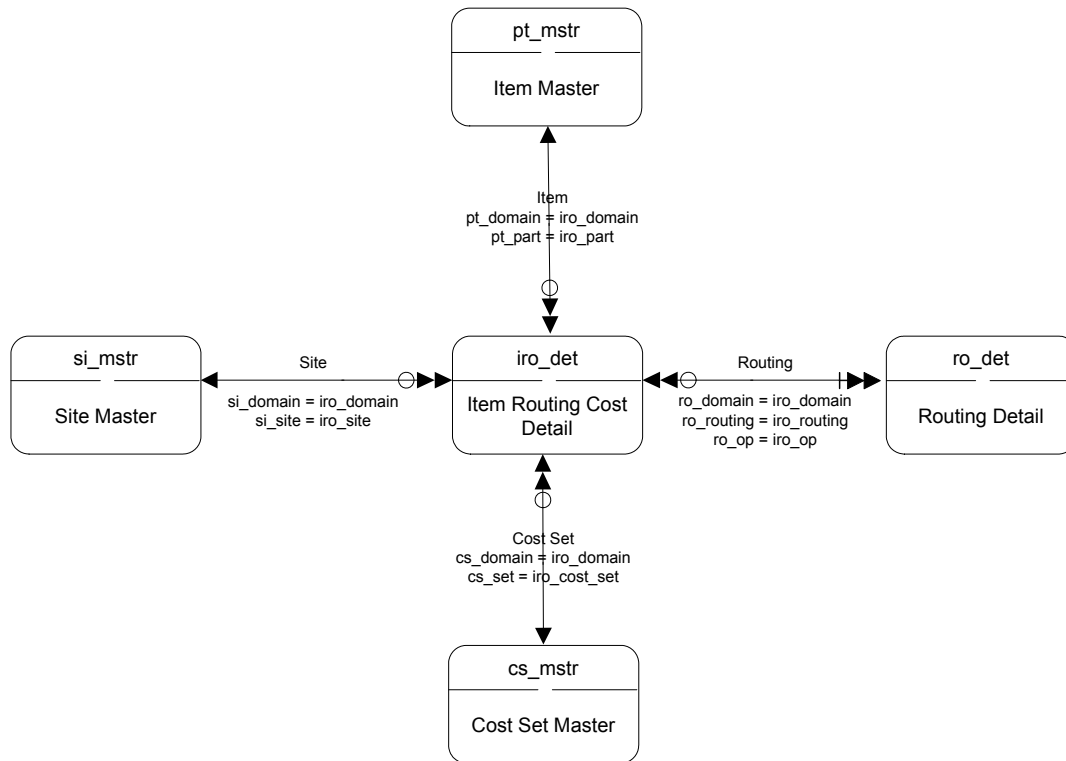 pt_mstr
Item Master
Item
pt_domain = iro_domain
pt_part = iro_part
si_mstr
Site Master
Site
si_domain = iro_domain
si_site = iro_site
iro_det
Item Routing Cost
Detail
Routing
ro_domain = iro_domain
ro_routing = iro_routing
ro_op = iro_op
ro_det
Routing Detail
Cost Set
cs_domain = iro_domain
cs_set = iro_cost_set
cs_mstr
Cost Set Master